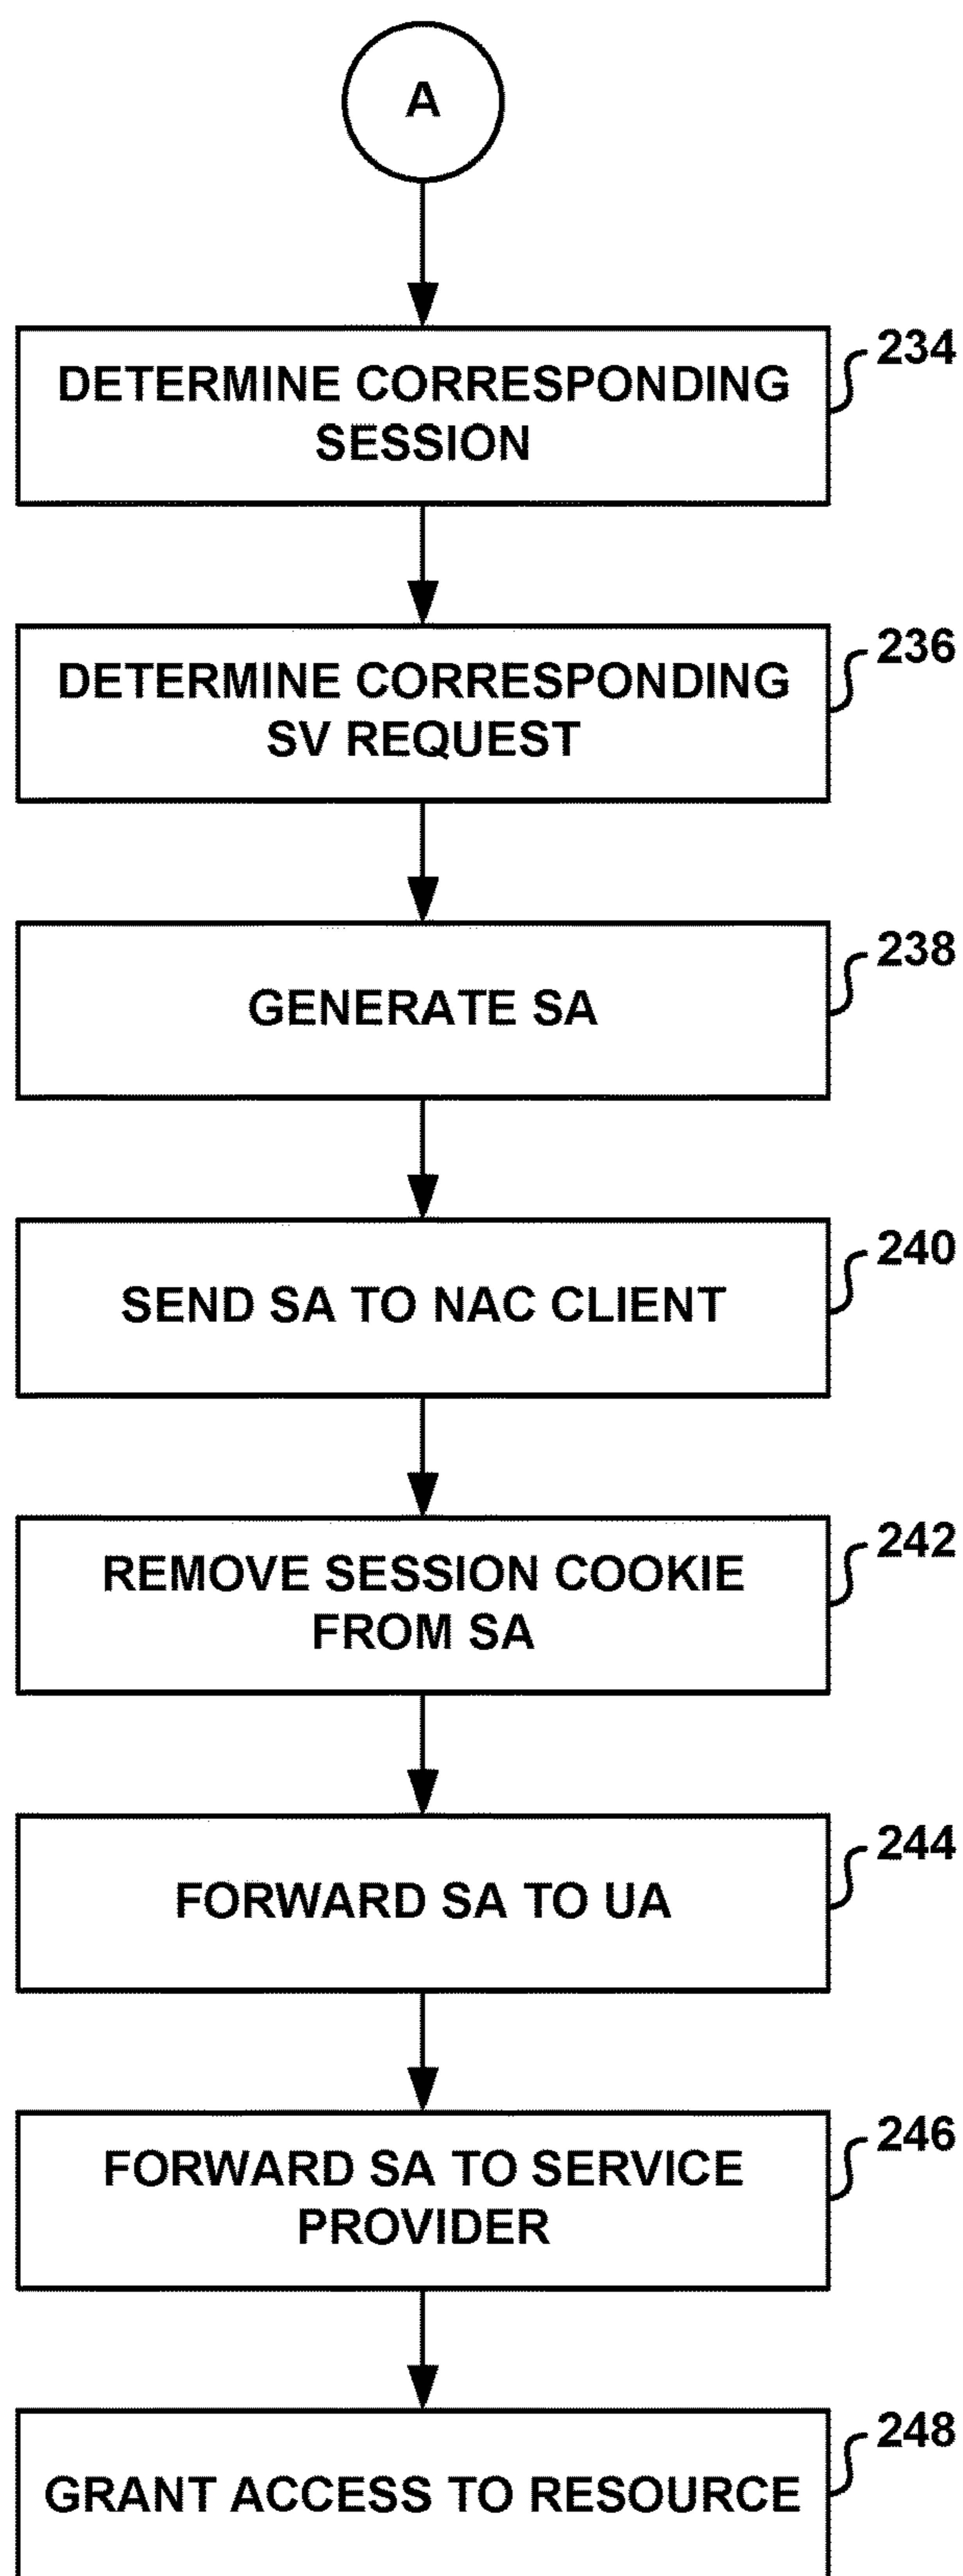 A
234
DETERMINE CORRESPONDING
SESSION
236
DETERMINE CORRESPONDING
SV REQUEST
238
GENERATE SA
240
SEND SA TO NAC CLIENT
242
REMOVE SESSION COOKIE
FROM SA
244
FORWARD SA TO UA
246
FORWARD SA TO SERVICE
PROVIDER
248
GRANT ACCESS TO RESOURCE